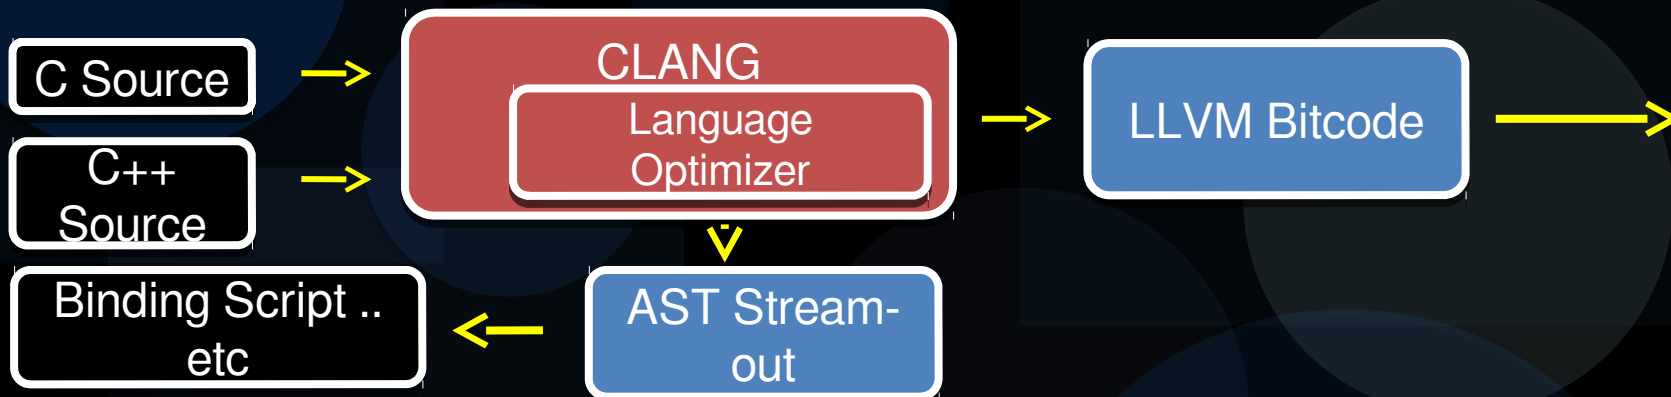 C Source
C++
Source
CLANG
Language
Optimizer
LLVM Bitcode
Binding Script ..
etc
AST Stream-
out